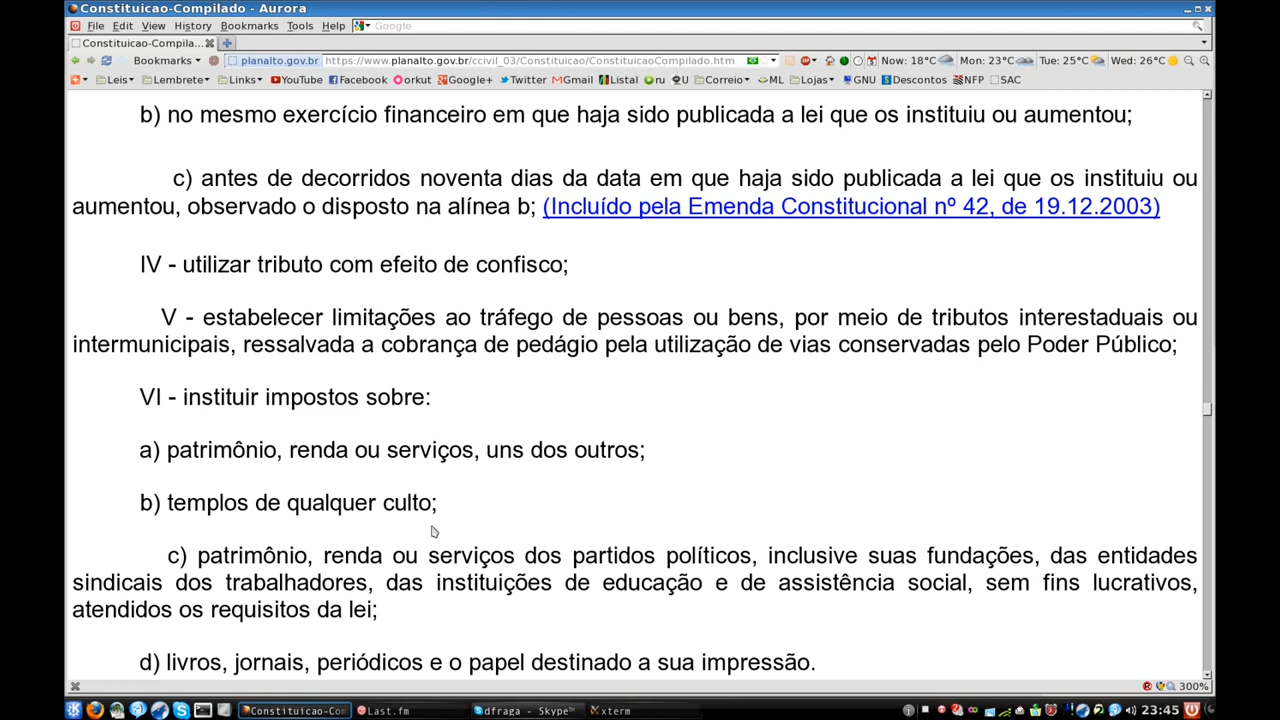 Constituicao-Compilado - Aurora
File Edit View History Bookmarks Tools Help Google
Constituicao-Compila...
Bookmarks planalto.gov.br https://www.planalto.gov.br/ccivil_03/Constituicao/ConstituicaoCompilado.htm Now: 18°C Mon: 23°C Tue: 25°C Wed: 26°C
Leis Lembrete Links YouTube Facebook orkut Google+ Twitter Gmail Listal ru U Correio ML Lojas GNU Descontos NFP SAC
b) no mesmo exercício financeiro em que haja sido publicada a lei que os instituiu ou aumentou;
c) antes de decorridos noventa dias da data em que haja sido publicada a lei que os instituiu ou
aumentou, observado o disposto na alínea b; (Incluído pela Emenda Constitucional nº 42, de 19.12.2003)
IV - utilizar tributo com efeito de confisco;
V - estabelecer limitações ao tráfego de pessoas ou bens, por meio de tributos interestaduais ou
intermunicipais, ressalvada a cobrança de pedágio pela utilização de vias conservadas pelo Poder Público;
VI - instituir impostos sobre:
a) patrimônio, renda ou serviços, uns dos outros;
b) templos de qualquer culto;
c) patrimônio, renda ou serviços dos partidos políticos, inclusive suas fundações, das entidades
sindicais dos trabalhadores, das instituições de educação e de assistência social, sem fins lucrativos,
atendidos os requisitos da lei;
d) livros, jornais, periódicos e o papel destinado a sua impressão.
300%
Constituicao-Co Last.fm dfraga - Skype™ xterm 23:45